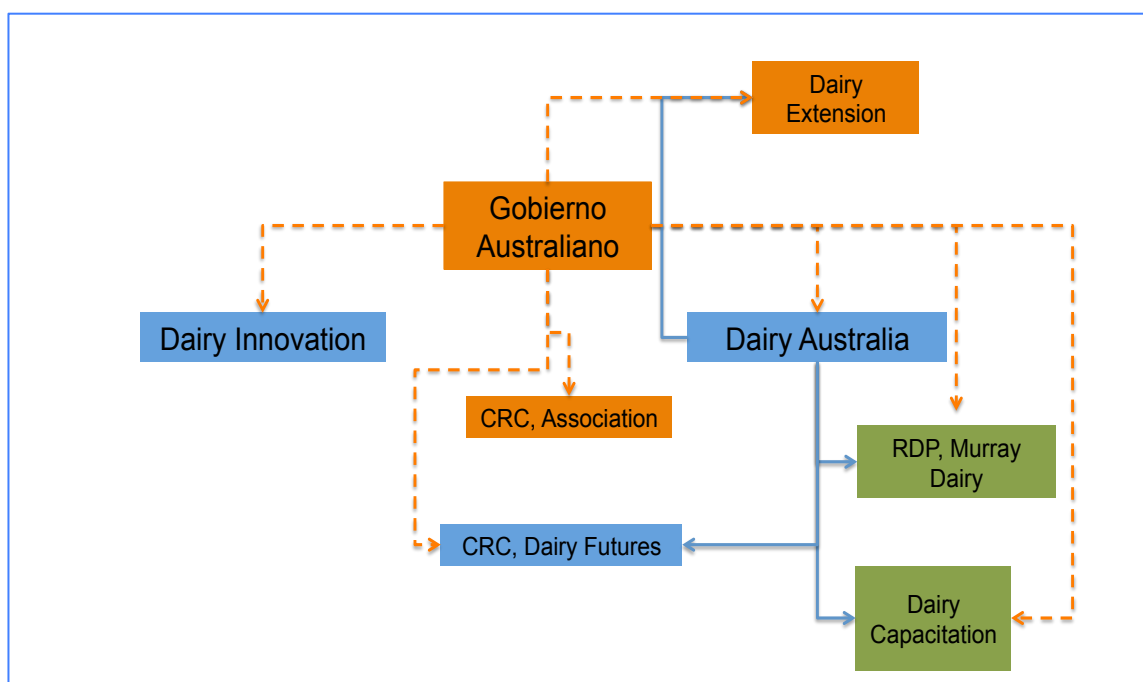 Dairy
Extension
Gobierno
Australiano
Dairy Innovation
Dairy Australia
CRC, Association
RDP, Murray
Dairy
CRC, Dairy Futures
Dairy
Capacitation